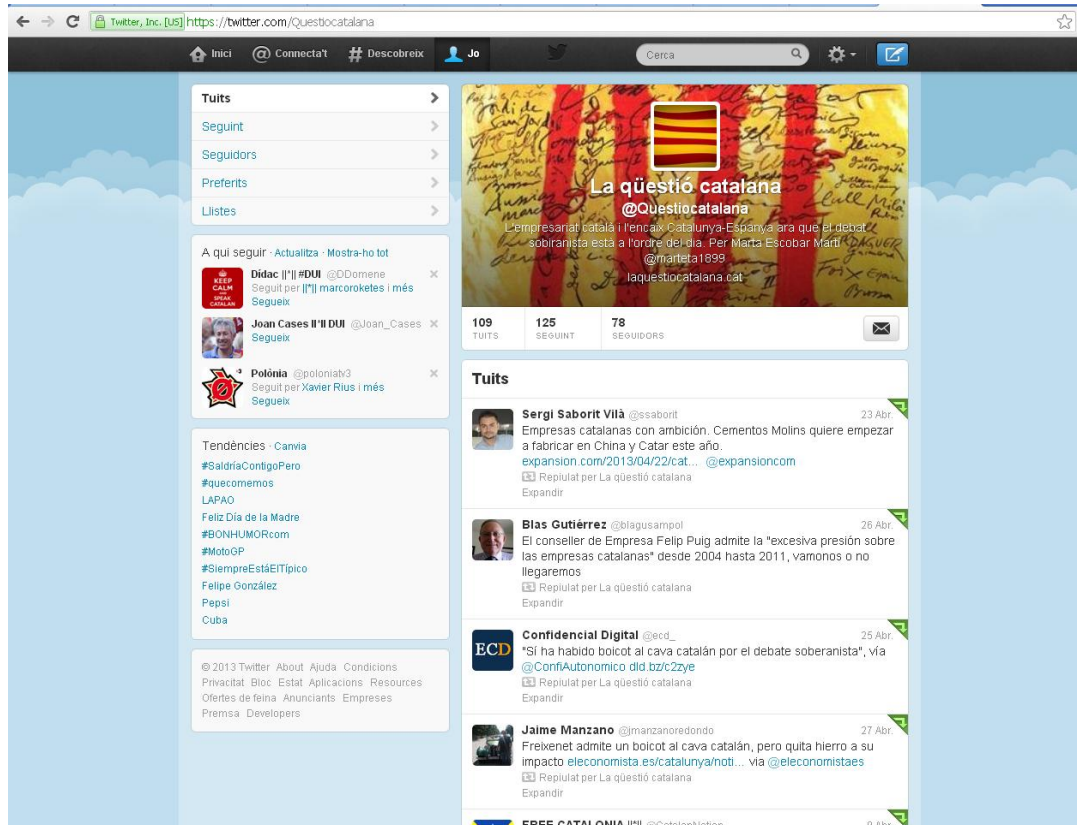 Twitter, Inc. [US] https://twitter.com/Questiocatalana
Inici @ Connecta't # Descobreix Jo Cerca
Tuits
Seguint
Seguidors
Preferits
Llistes
A qui seguir · Actualitza · Mostra-ho tot
KEEP CALM AND SPEAK CATALAN
Dídac ||*|| #DUI @DDomene
Seguit per ||*|| marcoroketes i més
Segueix
Joan Cases II*II DUI @Joan_Cases
Segueix
Polónia @poloniatv3
Seguit per Xavier Rius i més
Segueix
Tendències · Canvia
#SaldríaContigoPero
#quecomemos
LAPAO
Feliz Día de la Madre
#BONHUMORcom
#MotoGP
#SiempreEstáElTípico
Felipe González
Pepsi
Cuba
© 2013 Twitter About Ajuda Condicions
Privacitat Bloc Estat Aplicacions Resources
Ofertes de feina Anunciants Empreses
Premsa Developers
La qüestió catalana
@Questiocatalana
L'empresariat català i l'encaix Catalunya-Espanya ara que el debat
sobiranista està a l'ordre del dia. Per Marta Escobar Martí
@marteta1899
laquestiocatalana.cat
109 125 78
TUITS SEGUINT SEGUIDORS
Tuits
Sergi Saborit Vilà @ssaborit 23 Abr.
Empresas catalanas con ambición. Cementos Molins quiere empezar
a fabricar en China y Catar este año.
expansion.com/2013/04/22/cat... @expansioncom
Repiulat per La qüestió catalana
Expandir
Blas Gutiérrez @blagusampol 26 Abr.
El conseller de Empresa Felip Puig admite la "excesiva presión sobre
las empresas catalanas" desde 2004 hasta 2011, vamonos o no
llegaremos
Repiulat per La qüestió catalana
Expandir
ECD
Confidencial Digital @ecd_ 25 Abr.
"Sí ha habido boicot al cava catalán por el debate soberanista", vía
@ConfiAutonomico dld.bz/c2zye
Repiulat per La qüestió catalana
Expandir
Jaime Manzano @jmanzanoredondo 27 Abr.
Freixenet admite un boicot al cava catalán, pero quita hierro a su
impacto eleconomista.es/catalunya/noti... vía @eleconomistaes
Repiulat per La qüestió catalana
Expandir
FREE CATALONIA ||*|| @CatalanNation 9 Abr.